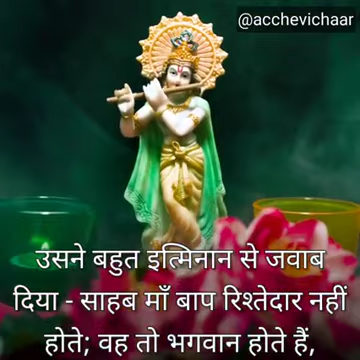 @acchevichaar
उसने बहुत इत्मिनान से जवाब
दिया - साहब माँ बाप रिश्तेदार नहीं
होते; वह तो भगवान होते हैं,